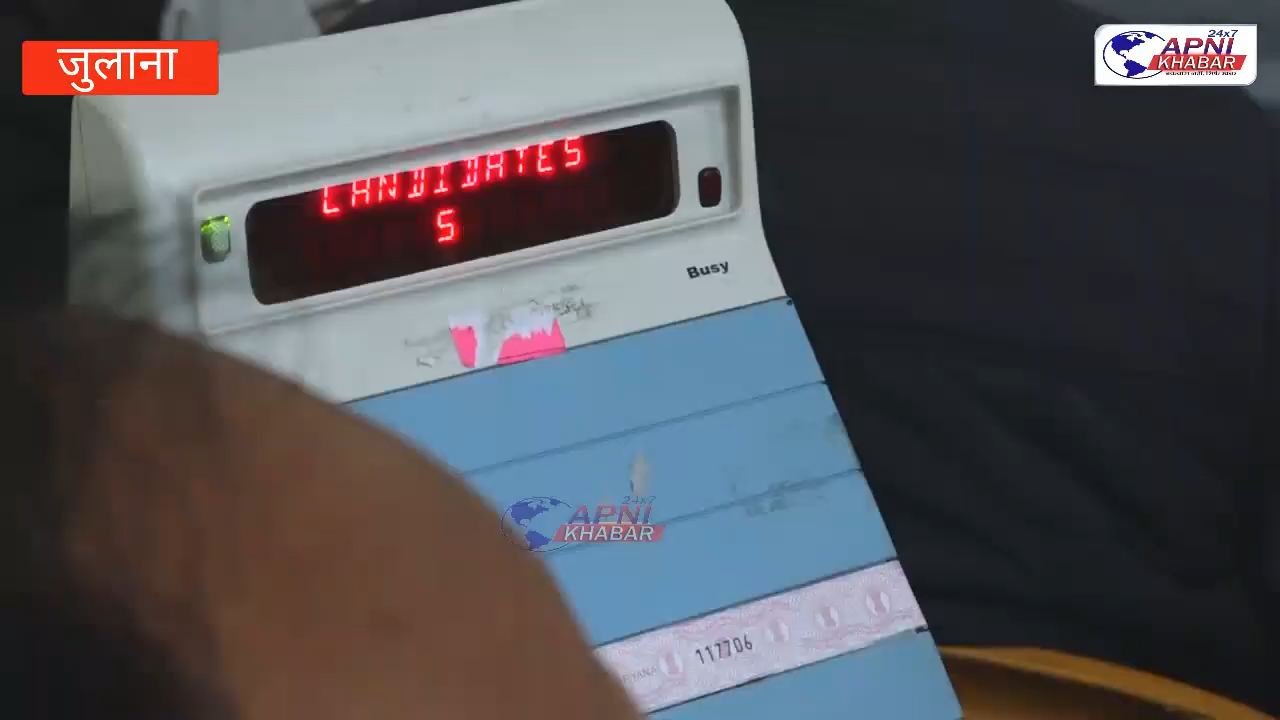 जुलाना
24x7
APNI
KHABAR
CANDIDATES
5
Busy
24x7
APNI
KHABAR
117706